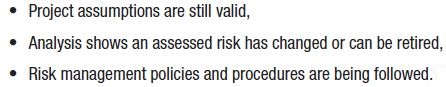 • Project assumptions are still valid,
• Analysis shows an assessed risk has changed or can be retired,
• Risk management policies and procedures are being followed.